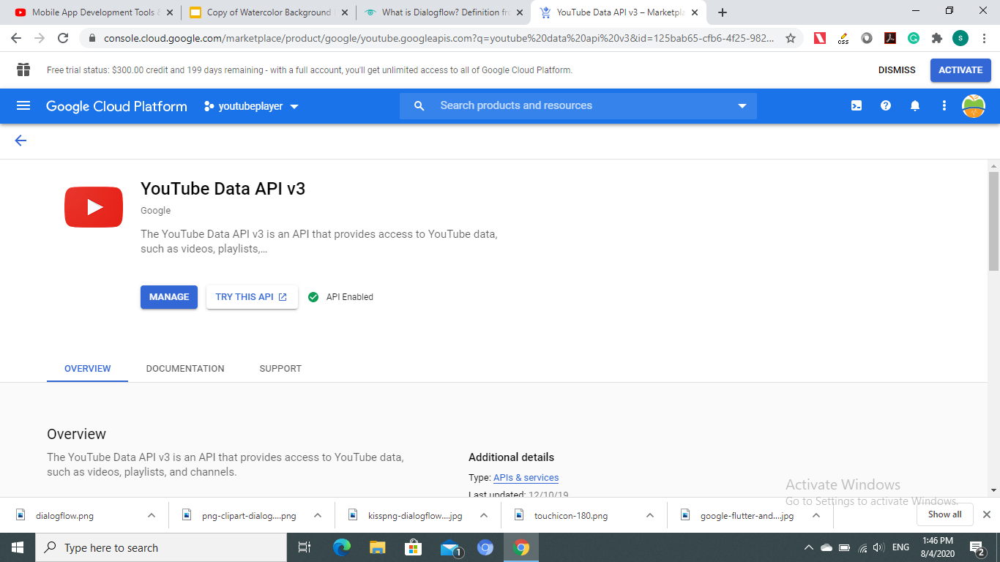 Mobile App Development Tools &
Copy of Watercolor Background
What is Dialogflow? Definition fr
YouTube Data API v3 – Marketpla
console.cloud.google.com/marketplace/product/google/youtube.googleapis.com?q=youtube%20data%20api%20v3&id=125bab65-cfb6-4f25-982...
css
S
Free trial status: $300.00 credit and 199 days remaining - with a full account, you'll get unlimited access to all of Google Cloud Platform.
DISMISS
ACTIVATE
Google Cloud Platform
youtubeplayer
Search products and resources
YouTube Data API v3
Google
The YouTube Data API v3 is an API that provides access to YouTube data,
such as videos, playlists,...
MANAGE
TRY THIS API
API Enabled
OVERVIEW
DOCUMENTATION
SUPPORT
Overview
The YouTube Data API v3 is an API that provides access to YouTube data,
such as videos, playlists, and channels.
Additional details
Type: APIs & services
Last updated: 12/10/19
Activate Windows
Go to Settings to activate Windows.
dialogflow.png
png-clipart-dialog....png
kisspng-dialogflow....jpg
touchicon-180.png
google-flutter-and....jpg
Show all
Type here to search
1
ENG
1:46 PM
8/4/2020
2